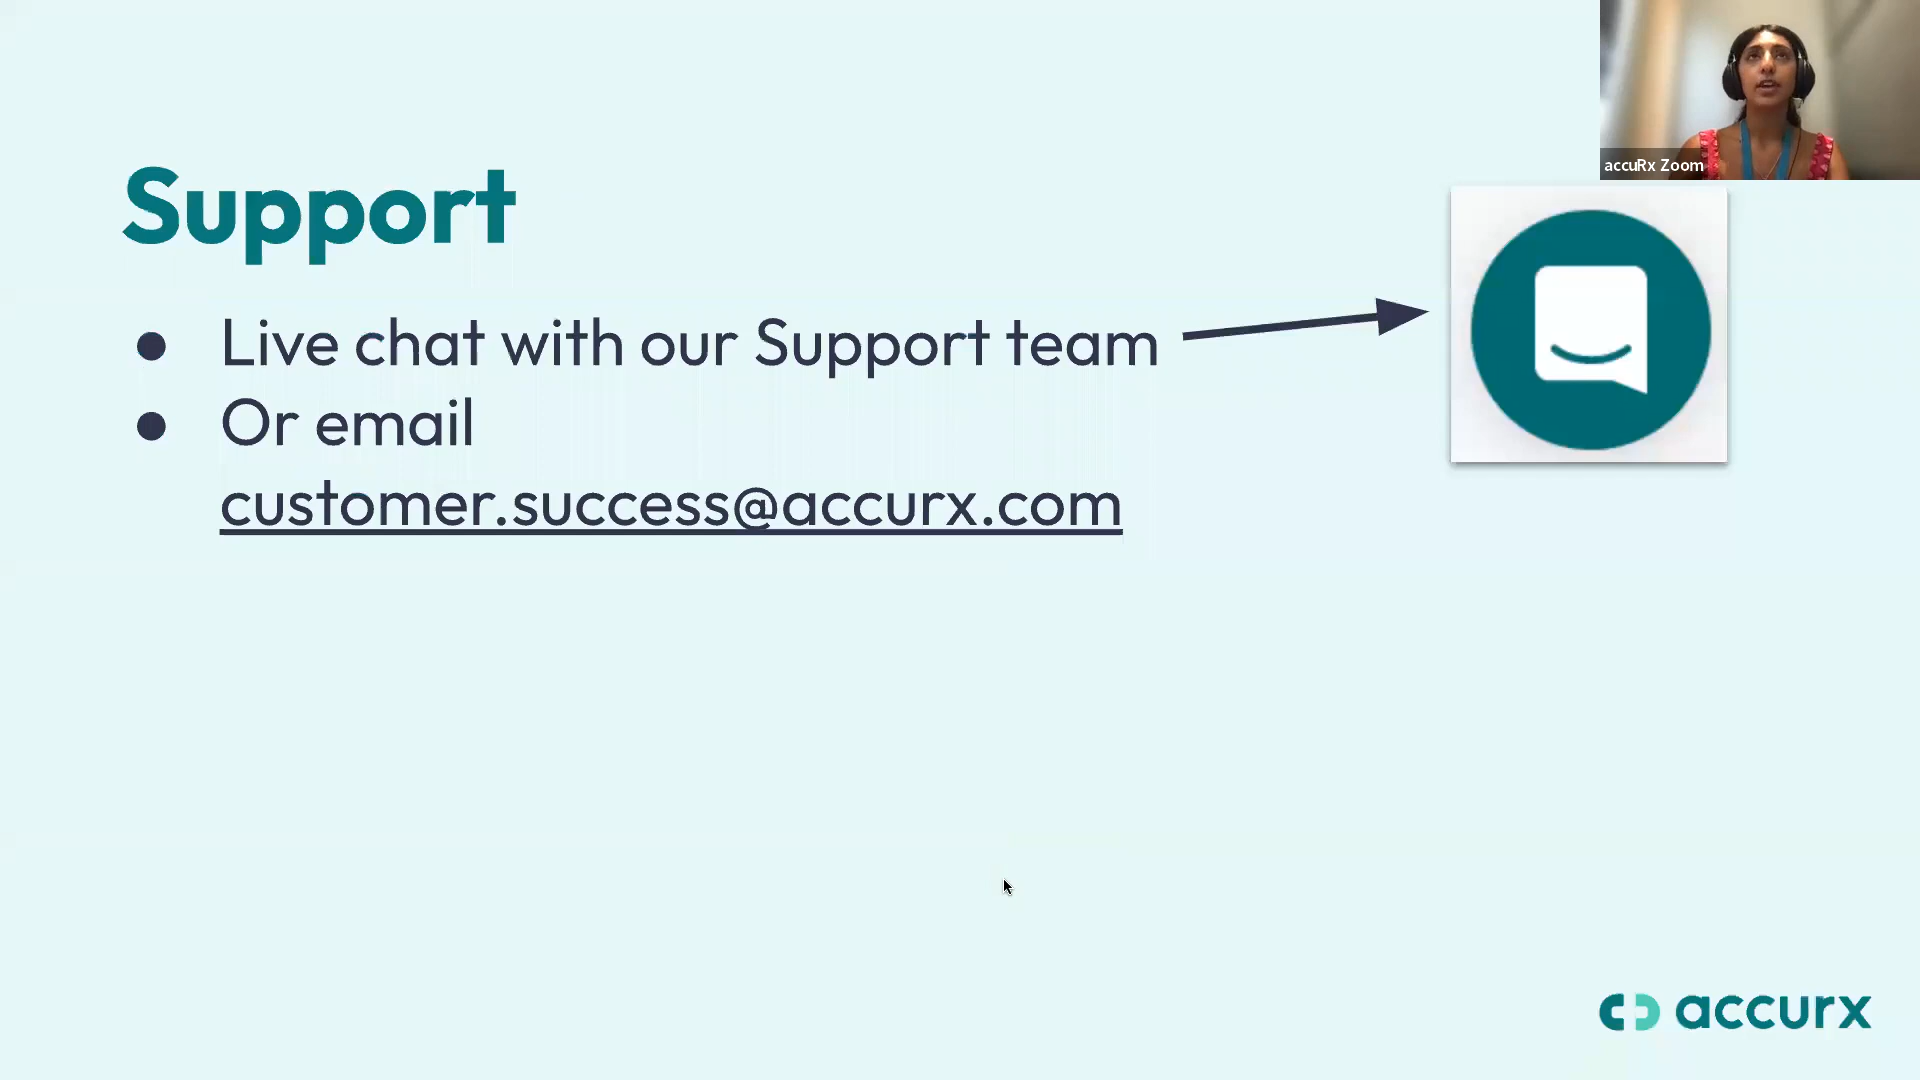 accuRx Zoom
Support
● Live chat with our Support team
● Or email
customer.success@accurx.com
accurx